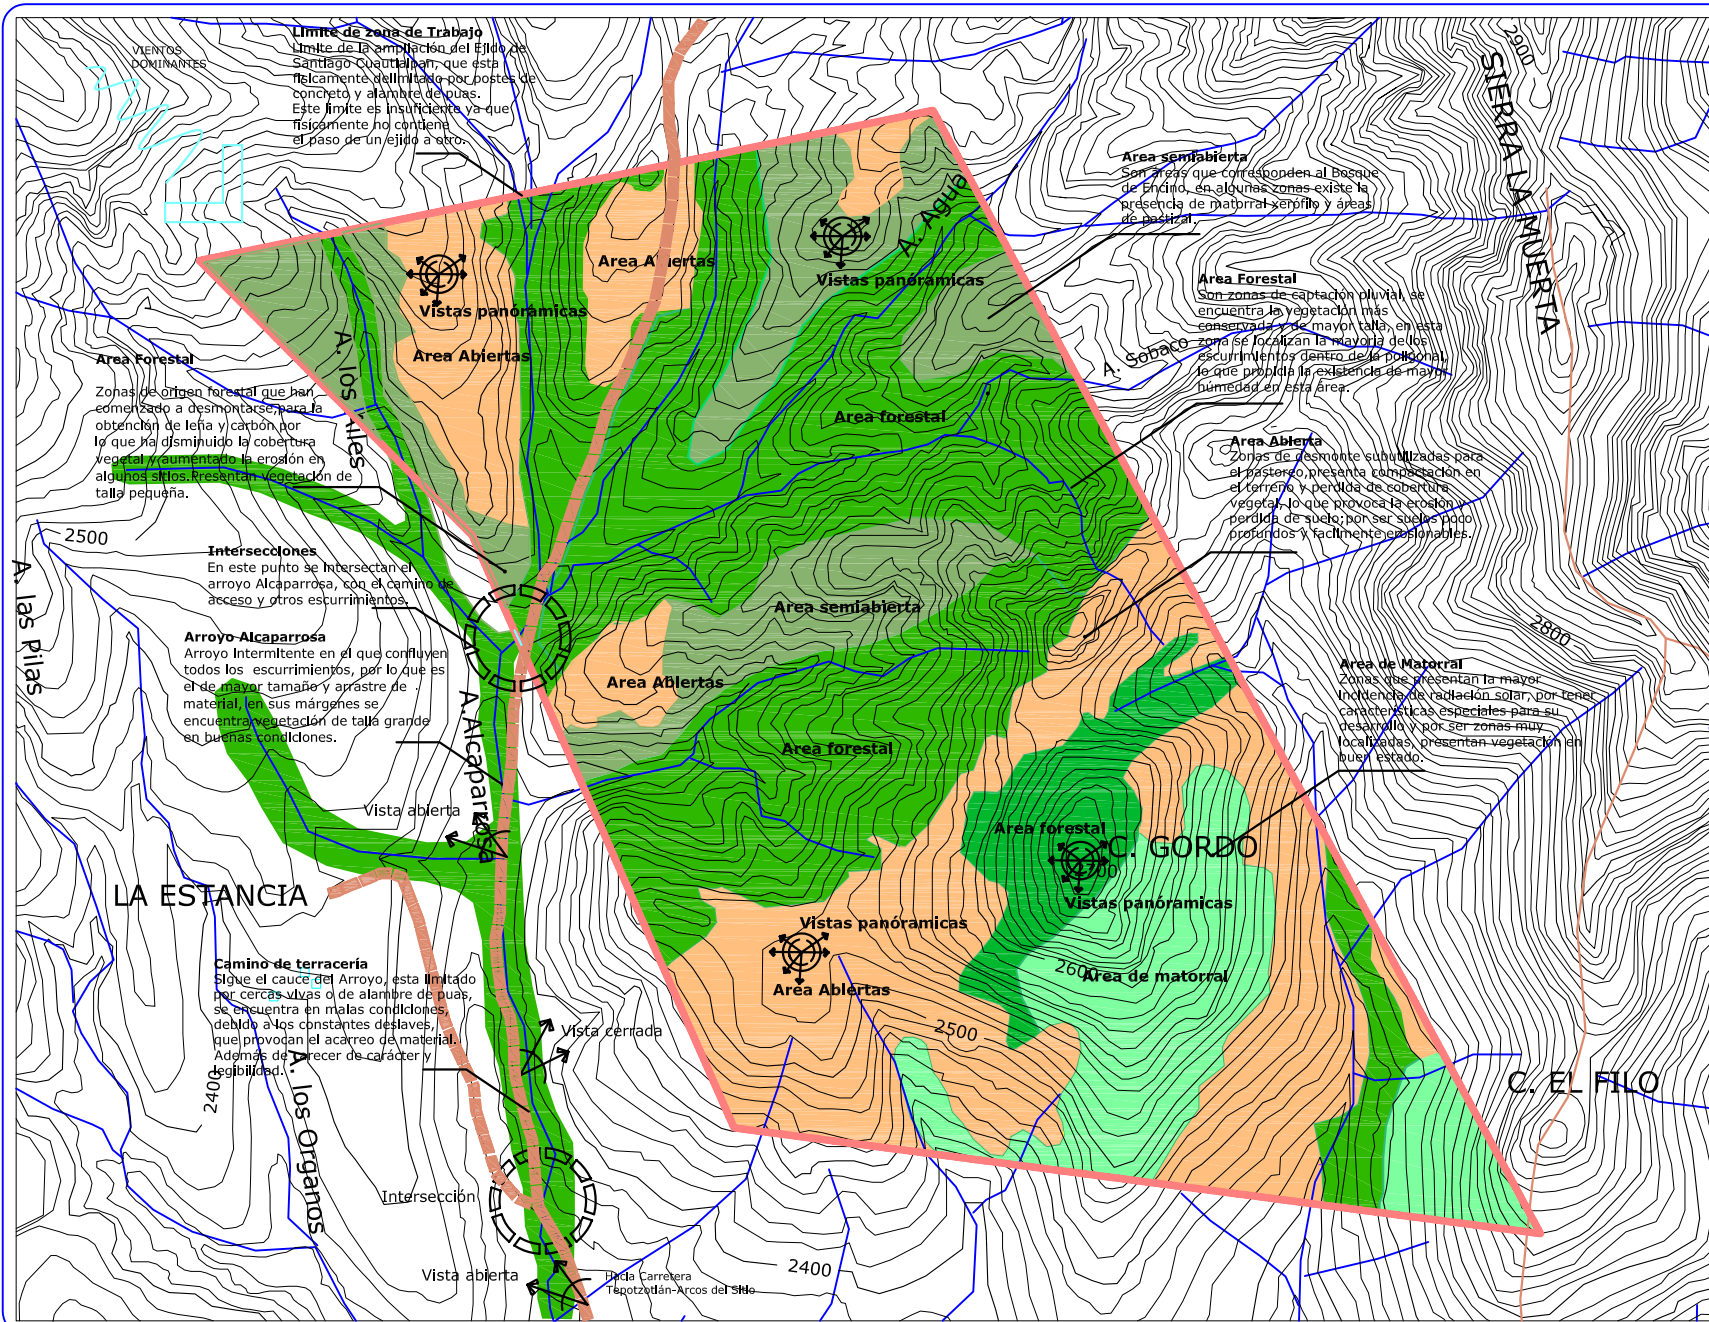 VIENTOS
DOMINANTES
Límite de zona de Trabajo
Límite de la ampliación del Ejido de
Santiago Cuautlalpan, que esta
fisicamente delimitado por postes de
concreto y alambre de puas.
Este limite es insuficiente ya que
fisicamente no contiene
el paso de un ejido a otro.
2900
SIERRA LA MUERTA
Area semiabierta
Son áreas que corresponden al Bosque
de Encino, en algunas zonas existe la
presencia de matorral xerófilo y áreas
de pastizal.
A. Agua
Area A iertas
Vistas panóramicas
Vistas panóramicas
Area Abiertas
Area Forestal
Son zonas de captación pluvial, se
encuentra la vegetación más
conservada y de mayor talla, en esta
zona se localizan la mayoría de los
escurrimientos dentro de la poligonal,
lo que propicia la existencia de mayor
húmedad en esta área.
A. Sobaco
Area Forestal
Zonas de origen forestal que han
comenzado a desmontarse,para la
obtención de leña y carbón por
lo que ha disminuido la cobertura
vegetal y aumentado la erosión en
algunos sitios.Presentan vegetación de
talla pequeña.
A. los Ailes
Area forestal
Area Abierta
Zonas de desmonte subutilizadas para
el pastoreo,presenta compactación en
el terreno y perdida de cobertura
vegetal, lo que provoca la erosión y
perdida de suelo;por ser suelos poco
profundos y facilmente erosionables.
2500
A. las Pilas
Intersecciones
En este punto se intersectan el
arroyo Alcaparrosa, con el camino de
acceso y otros escurrimientos.
Area semiabierta
2800
Arroyo Alcaparrosa
Arroyo Intermitente en el que confluyen
todos los escurrimientos, por lo que es
el de mayor tamaño y arrastre de .
material, en sus márgenes se
encuentra vegetación de talla grande
en buenas condiciones.
Area Abiertas
Area de Matorral
Zonas que presentan la mayor
incidencia de radiación solar, por tener
características especiales para su
desarrollo y por ser zonas muy
localizadas, presentan vegetación en
buen estado.
A.Alcaparrosa
Area forestal
Vista abierta
Area forestal
C. GORDO
2700
Vistas panóramicas
LA ESTANCIA
Vistas panóramicas
2600
Area de matorral
Area Abiertas
Camino de terracería
Sigue el cauce del Arroyo, esta limitado
por cercas vivas o de alambre de puas,
se encuentra en malas condiciones,
debido a los constantes deslaves,
que provocan el acarreo de material.
Además de carecer de carácter y
legibilidad.
2500
Vista cerrada
2400
A. los Organos
C. EL FILO
Intersección
2400
Vista abierta
Hacia Carretera
Tepotzotlán-Arcos del Sitio